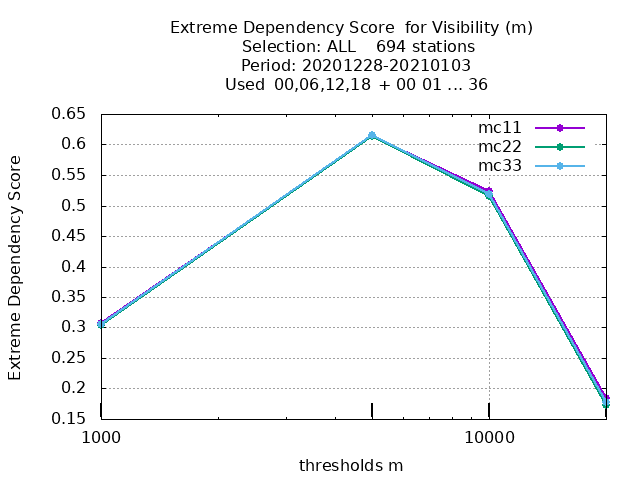 Extreme Dependency Score for Visibility (m)
Selection: ALL 694 stations
Period: 20201228-20210103
Used 00,06,12,18 + 00 01 ... 36
Extreme Dependency Score
0.65
0.6
0.55
0.5
0.45
0.4
0.35
0.3
0.25
0.2
0.15
mc11
mc22
mc33
1000
10000
thresholds m